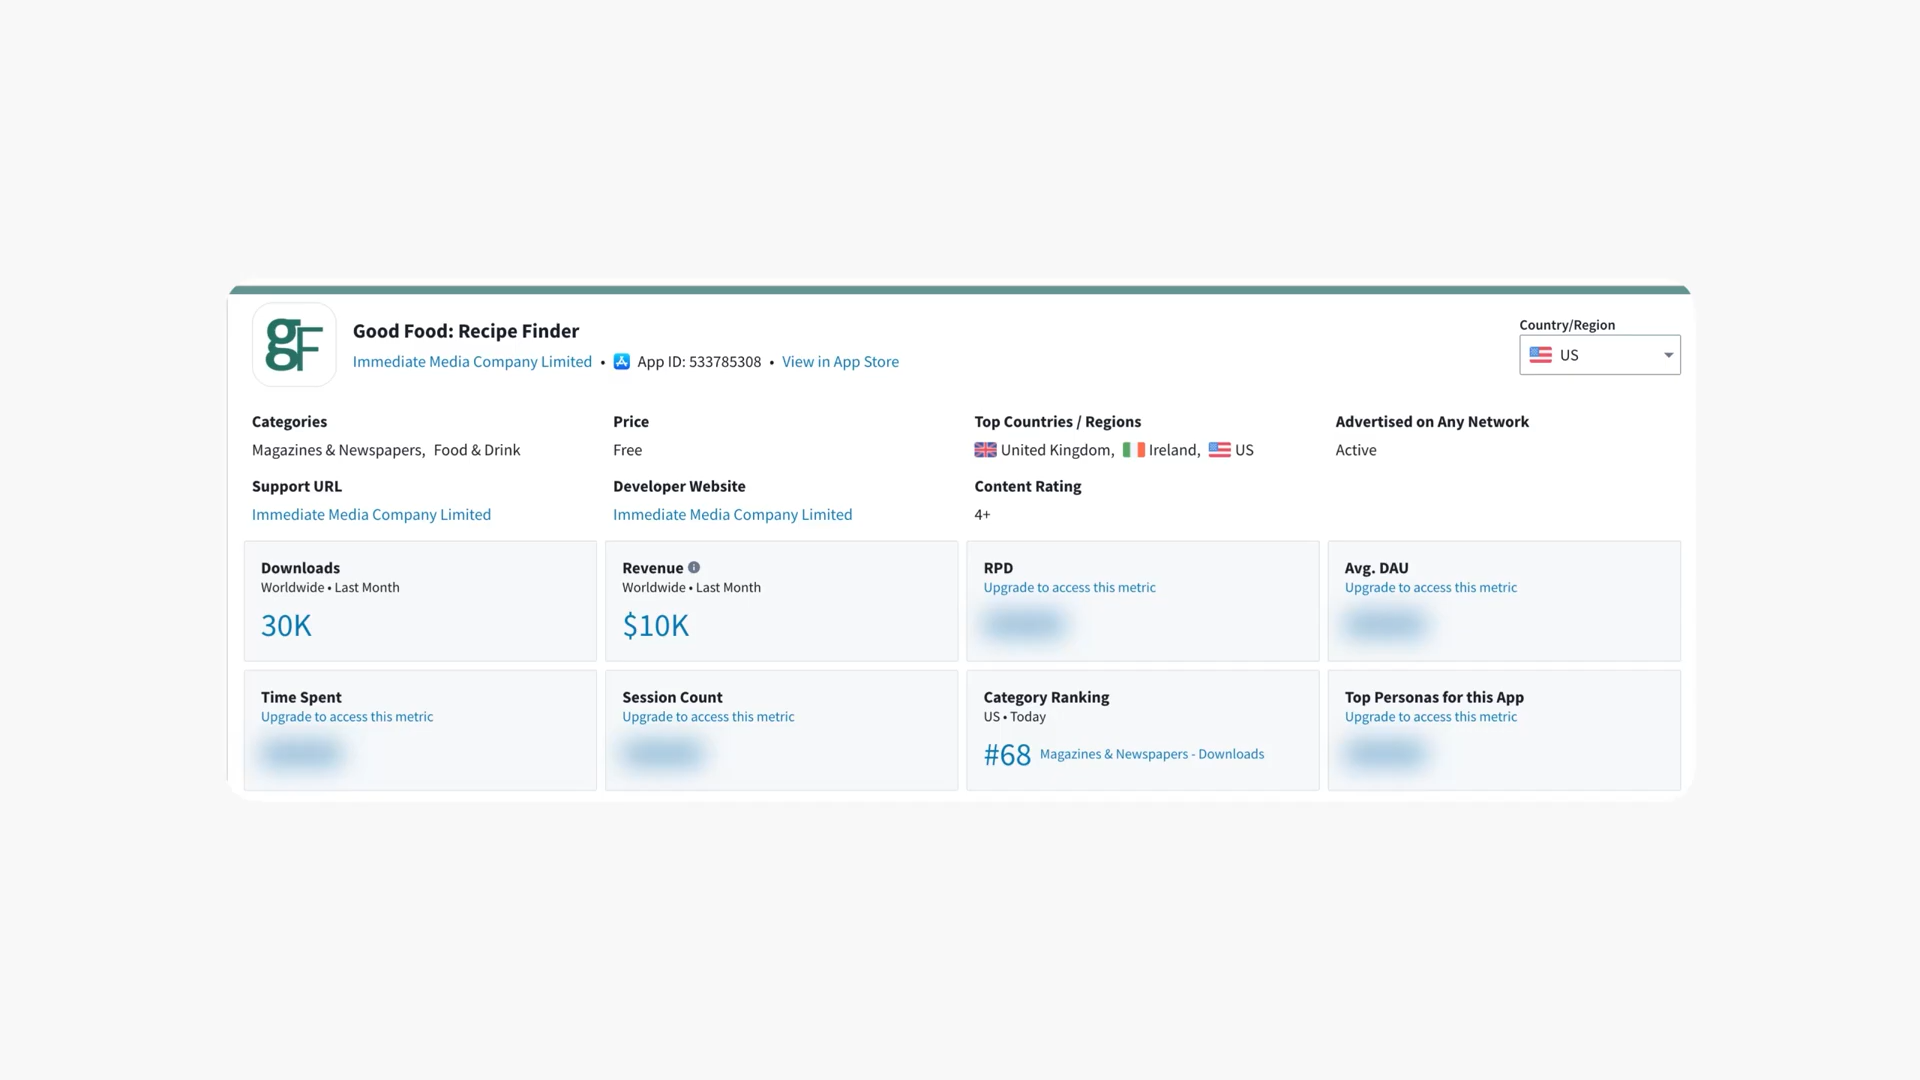 gF
Good Food: Recipe Finder
Immediate Media Company Limited • App ID: 533785308 • View in App Store
Country/Region
US
Categories
Magazines & Newspapers, Food & Drink
Price
Free
Top Countries / Regions
United Kingdom, Ireland, US
Advertised on Any Network
Active
Support URL
Immediate Media Company Limited
Developer Website
Immediate Media Company Limited
Content Rating
4+
Downloads
Worldwide • Last Month
30K
Revenue
Worldwide • Last Month
$10K
RPD
Upgrade to access this metric
Avg. DAU
Upgrade to access this metric
Time Spent
Upgrade to access this metric
Session Count
Upgrade to access this metric
Category Ranking
US • Today
#68 Magazines & Newspapers - Downloads
Top Personas for this App
Upgrade to access this metric